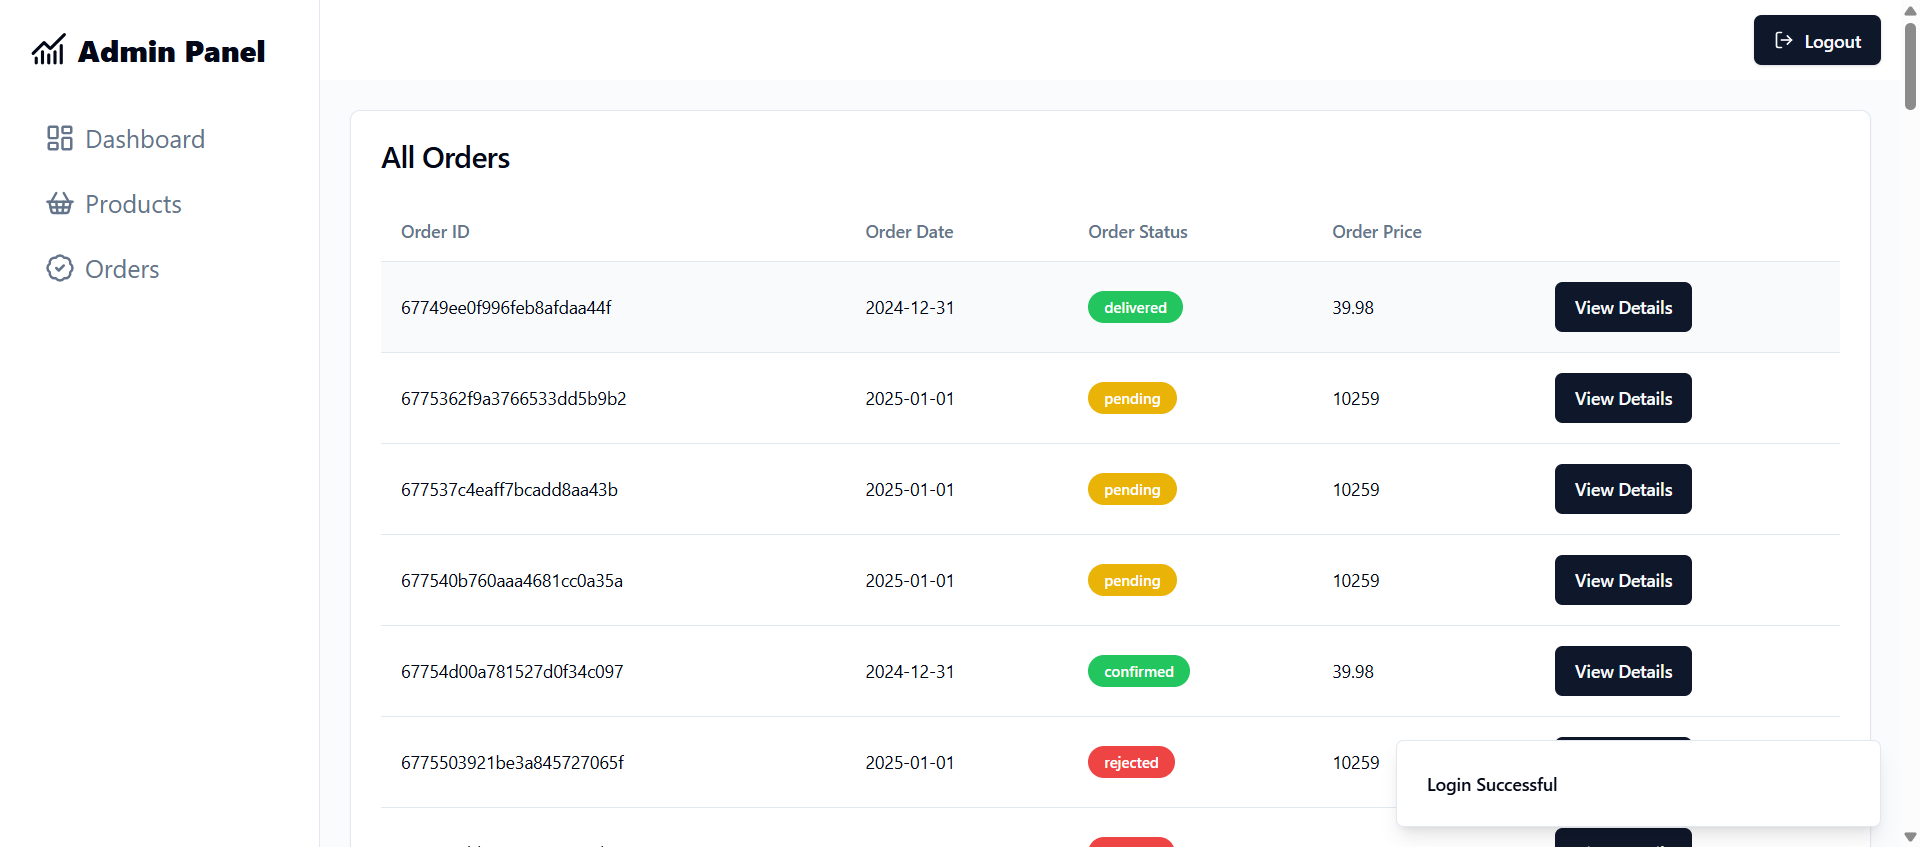 Admin Panel
Logout
Dashboard
Products
Orders
All Orders
Order ID Order Date Order Status Order Price
67749ee0f996feb8afdaa44f 2024-12-31 delivered 39.98 View Details
6775362f9a3766533dd5b9b2 2025-01-01 pending 10259 View Details
677537c4eaff7bcadd8aa43b 2025-01-01 pending 10259 View Details
677540b760aaa4681cc0a35a 2025-01-01 pending 10259 View Details
67754d00a781527d0f34c097 2024-12-31 confirmed 39.98 View Details
6775503921be3a845727065f 2025-01-01 rejected 10259
Login Successful